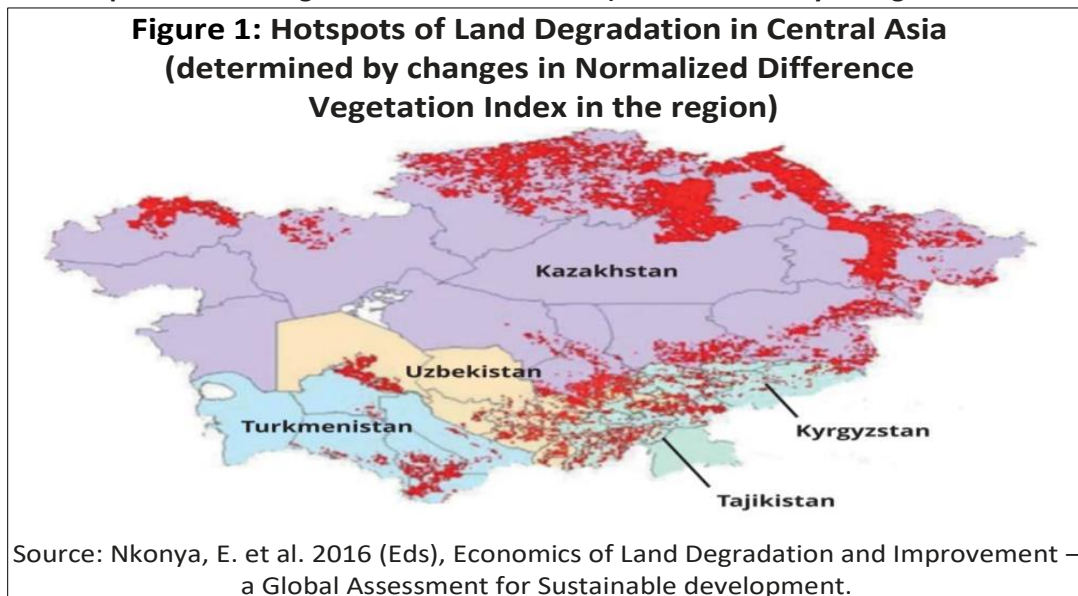 Figure 1: Hotspots of Land Degradation in Central Asia
(determined by changes in Normalized Difference
Vegetation Index in the region)
Kazakhstan
Uzbekistan
Turkmenistan
Kyrgyzstan
Tajikistan
Source: Nkonya, E. et al. 2016 (Eds), Economics of Land Degradation and Improvement –
a Global Assessment for Sustainable development.